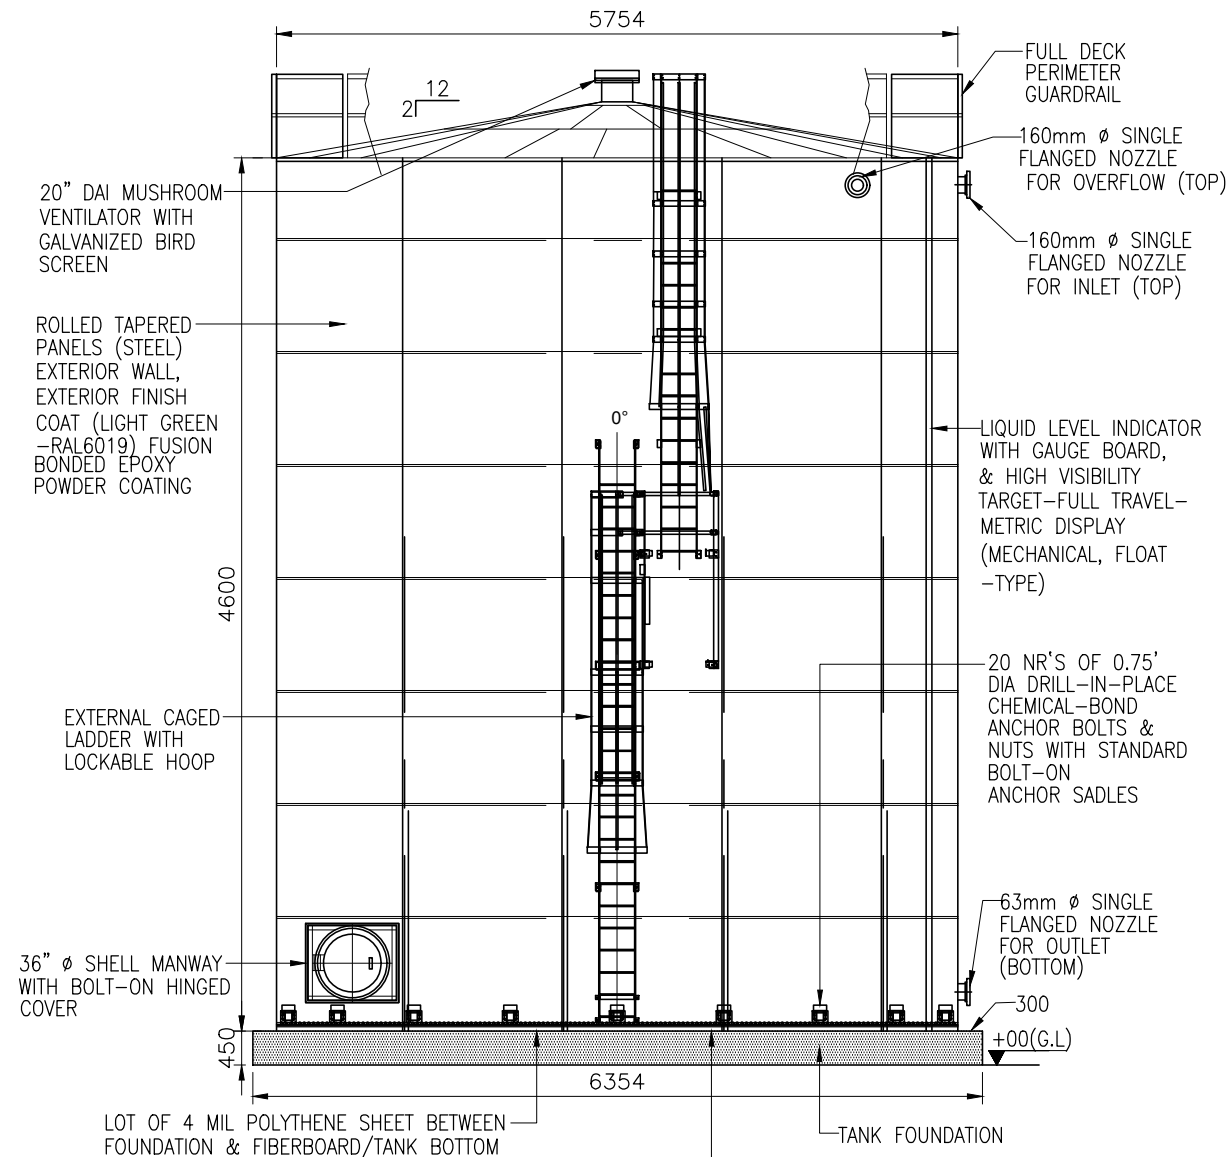 5754
12
2
FULL DECK
PERIMETER
GUARDRAIL
160mm ø SINGLE
FLANGED NOZZLE
FOR OVERFLOW (TOP)
20” DAI MUSHROOM
VENTILATOR WITH
GALVANIZED BIRD
SCREEN
160mm ø SINGLE
FLANGED NOZZLE
FOR INLET (TOP)
ROLLED TAPERED
PANELS (STEEL)
EXTERIOR WALL,
EXTERIOR FINISH
COAT (LIGHT GREEN
-RAL6019) FUSION
BONDED EPOXY
POWDER COATING
0°
LIQUID LEVEL INDICATOR
WITH GAUGE BOARD,
& HIGH VISIBILITY
TARGET-FULL TRAVEL-
METRIC DISPLAY
(MECHANICAL, FLOAT
-TYPE)
4600
20 NR‘S OF 0.75’
DIA DRILL-IN-PLACE
CHEMICAL-BOND
ANCHOR BOLTS &
NUTS WITH STANDARD
BOLT-ON
ANCHOR SADLES
EXTERNAL CAGED
LADDER WITH
LOCKABLE HOOP
63mm ø SINGLE
FLANGED NOZZLE
FOR OUTLET
(BOTTOM)
36” ø SHELL MANWAY
WITH BOLT-ON HINGED
COVER
300
+00(G.L)
450
6354
LOT OF 4 MIL POLYTHENE SHEET BETWEEN
FOUNDATION & FIBERBOARD/TANK BOTTOM
TANK FOUNDATION